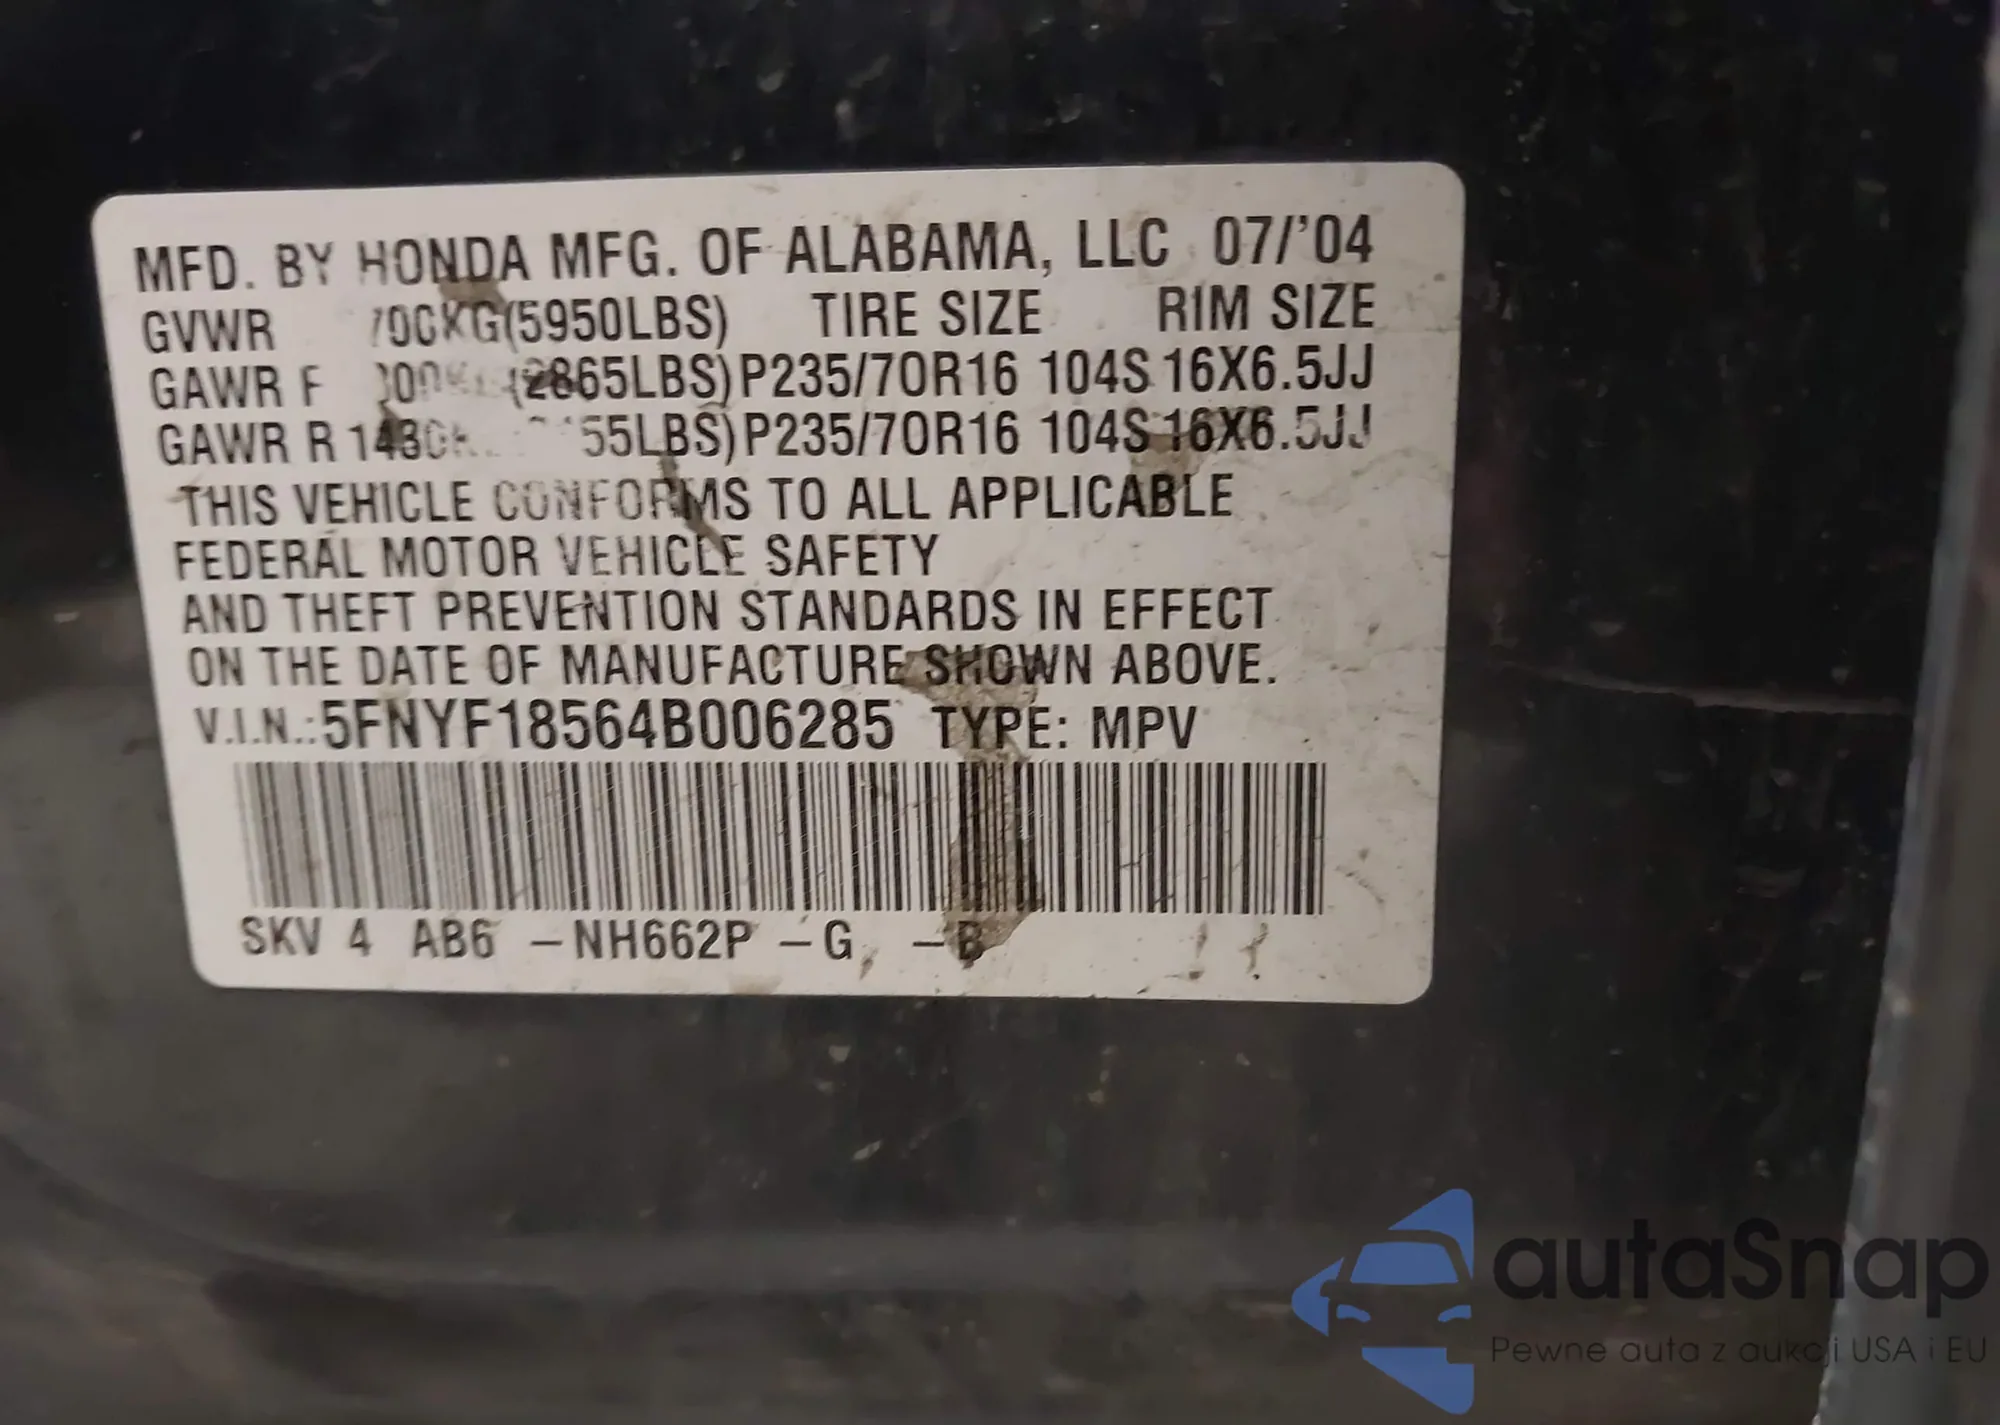 MFD. BY HONDA MFG. OF ALABAMA, LLC 07/'04
GVWR (5950LBS) TIRE SIZE RIM SIZE
GAWR F (2865LBS) P235/70R16 104S 16X6.5JJ
GAWR R P235/70R16 104S 16X6.5JJ
THIS VEHICLE CONFORMS TO ALL APPLICABLE
FEDERAL MOTOR VEHICLE SAFETY
AND THEFT PREVENTION STANDARDS IN EFFECT
ON THE DATE OF MANUFACTURE SHOWN ABOVE.
V.I.N.:5FNYF18564B006285 TYPE: MPV
SKV 4 AB6 -NH662P -G -B
autaSnap
Pewne auta z aukcji USA i EU